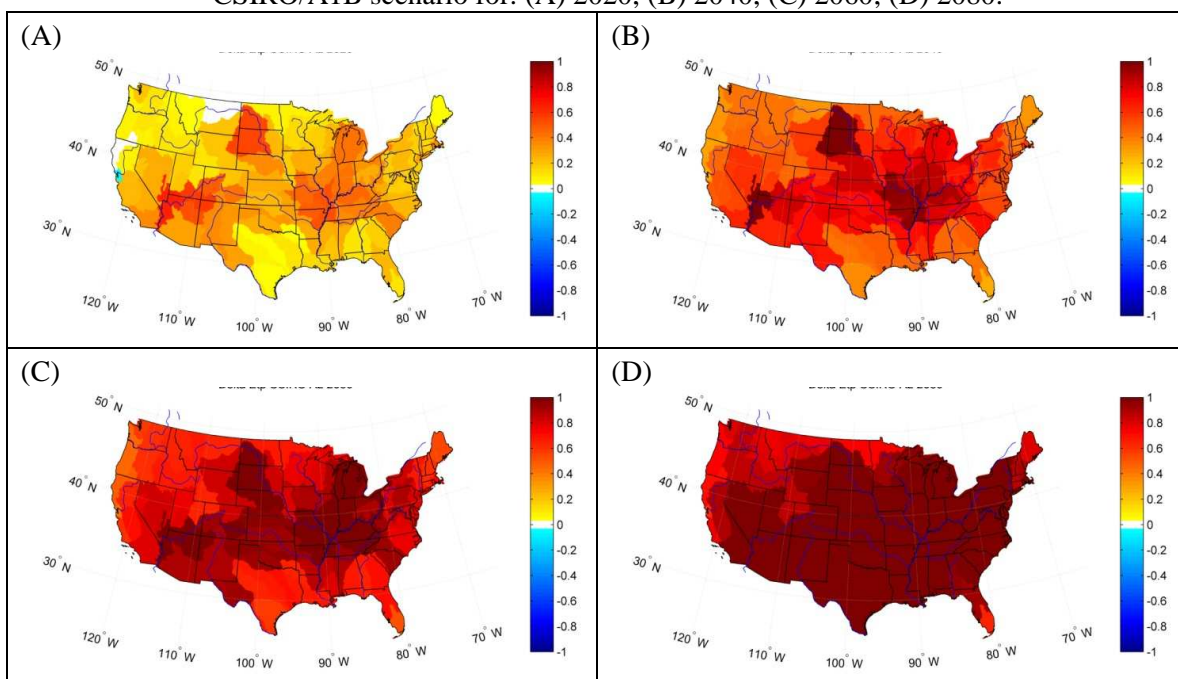 CSIRO/A1B scenario for: (A) 2020, (B) 2040, (C) 2060, (D) 2080.
(A)
50° N
40° N
30° N
120° W
110° W
100° W
90° W
80° W
70° W
1
0.8
0.6
0.4
0.2
0
-0.2
-0.4
-0.6
-0.8
-1
(B)
50° N
40° N
30° N
120° W
110° W
100° W
90° W
80° W
70° W
1
0.8
0.6
0.4
0.2
0
-0.2
-0.4
-0.6
-0.8
-1
(C)
50° N
40° N
30° N
120° W
110° W
100° W
90° W
80° W
70° W
1
0.8
0.6
0.4
0.2
0
-0.2
-0.4
-0.6
-0.8
-1
(D)
50° N
40° N
30° N
120° W
110° W
100° W
90° W
80° W
70° W
1
0.8
0.6
0.4
0.2
0
-0.2
-0.4
-0.6
-0.8
-1